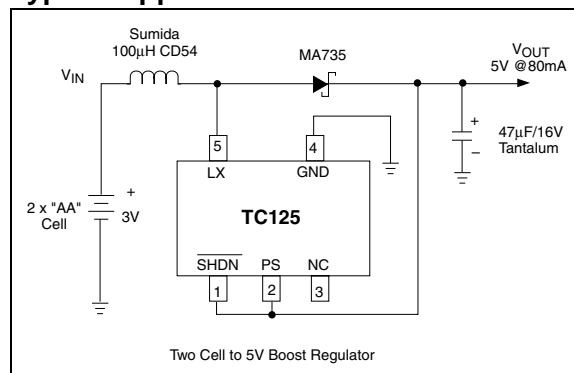 Sumida
100µH CD54
MA735
VOUT
5V @80mA
VIN
+
–
47µF/16V
Tantalum
5
4
LX
GND
TC125
2 x "AA"
Cell
+
3V
SHDN
PS
NC
1
2
3
Two Cell to 5V Boost Regulator